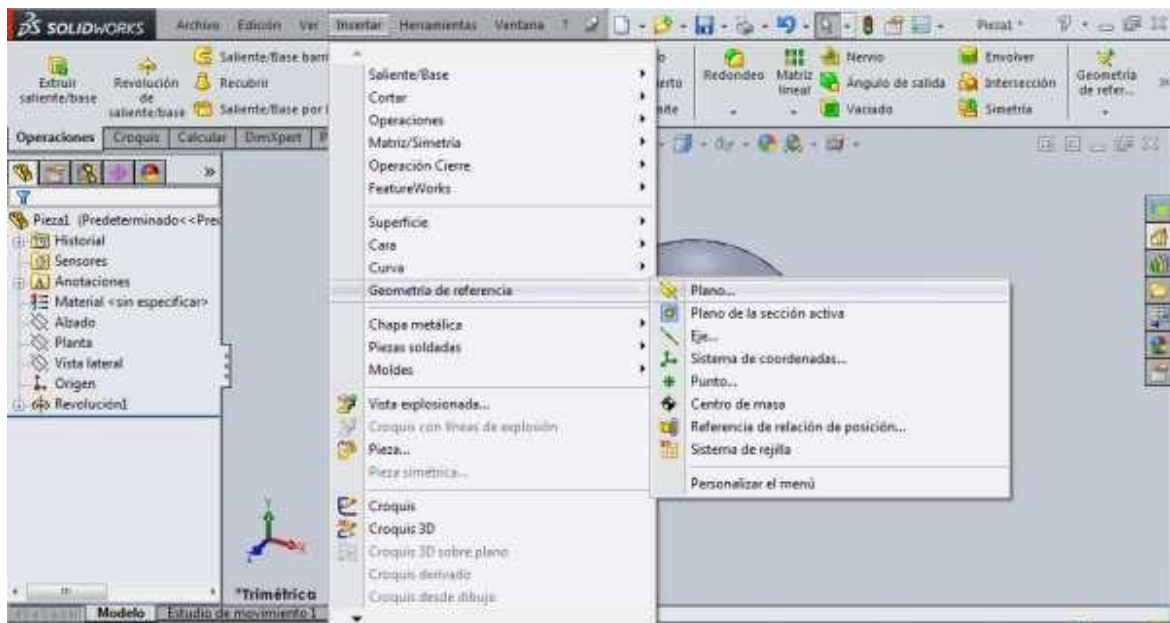 SOLIDWORKS
Archivo Edición Ver Insertar Herramientas Ventana ?
Pieza1 *
Extruir saliente/base
Revolución de saliente/base
Saliente/Base barr
Recubrir
Saliente/Base por l
Redondeo
Matriz lineal
Nervio
Ángulo de salida
Vaciado
Envolver
Intersección
Simetría
Geometría de refer...
Operaciones Croquis Calcular DimXpert
Pieza1 (Predeterminado<<Pre
Historial
Sensores
Anotaciones
Material <sin especificar>
Alzado
Planta
Vista lateral
Origen
Revolución1
Saliente/Base
Cortar
Operaciones
Matriz/Simetría
Operación Cierre
FeatureWorks
Superficie
Cara
Curva
Geometría de referencia
Chapa metálica
Piezas soldadas
Moldes
Vista explosionada...
Croquis con líneas de explosión
Pieza...
Pieza simétrica...
Croquis
Croquis 3D
Croquis 3D sobre plano
Croquis derivado
Croquis desde dibujo
Plano...
Plano de la sección activa
Eje...
Sistema de coordenadas...
Punto...
Centro de masa
Referencia de relación de posición...
Sistema de rejilla
Personalizar el menú
Y
*Trimétrica
Modelo Estudio de movimiento 1